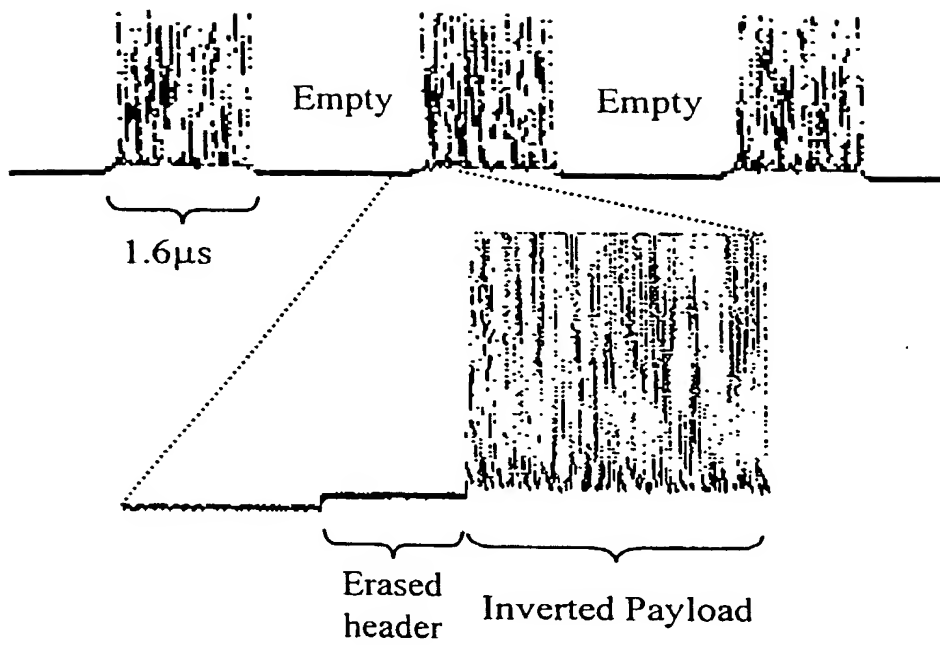 Empty
Empty
1.6μs
Erased
header
Inverted Payload